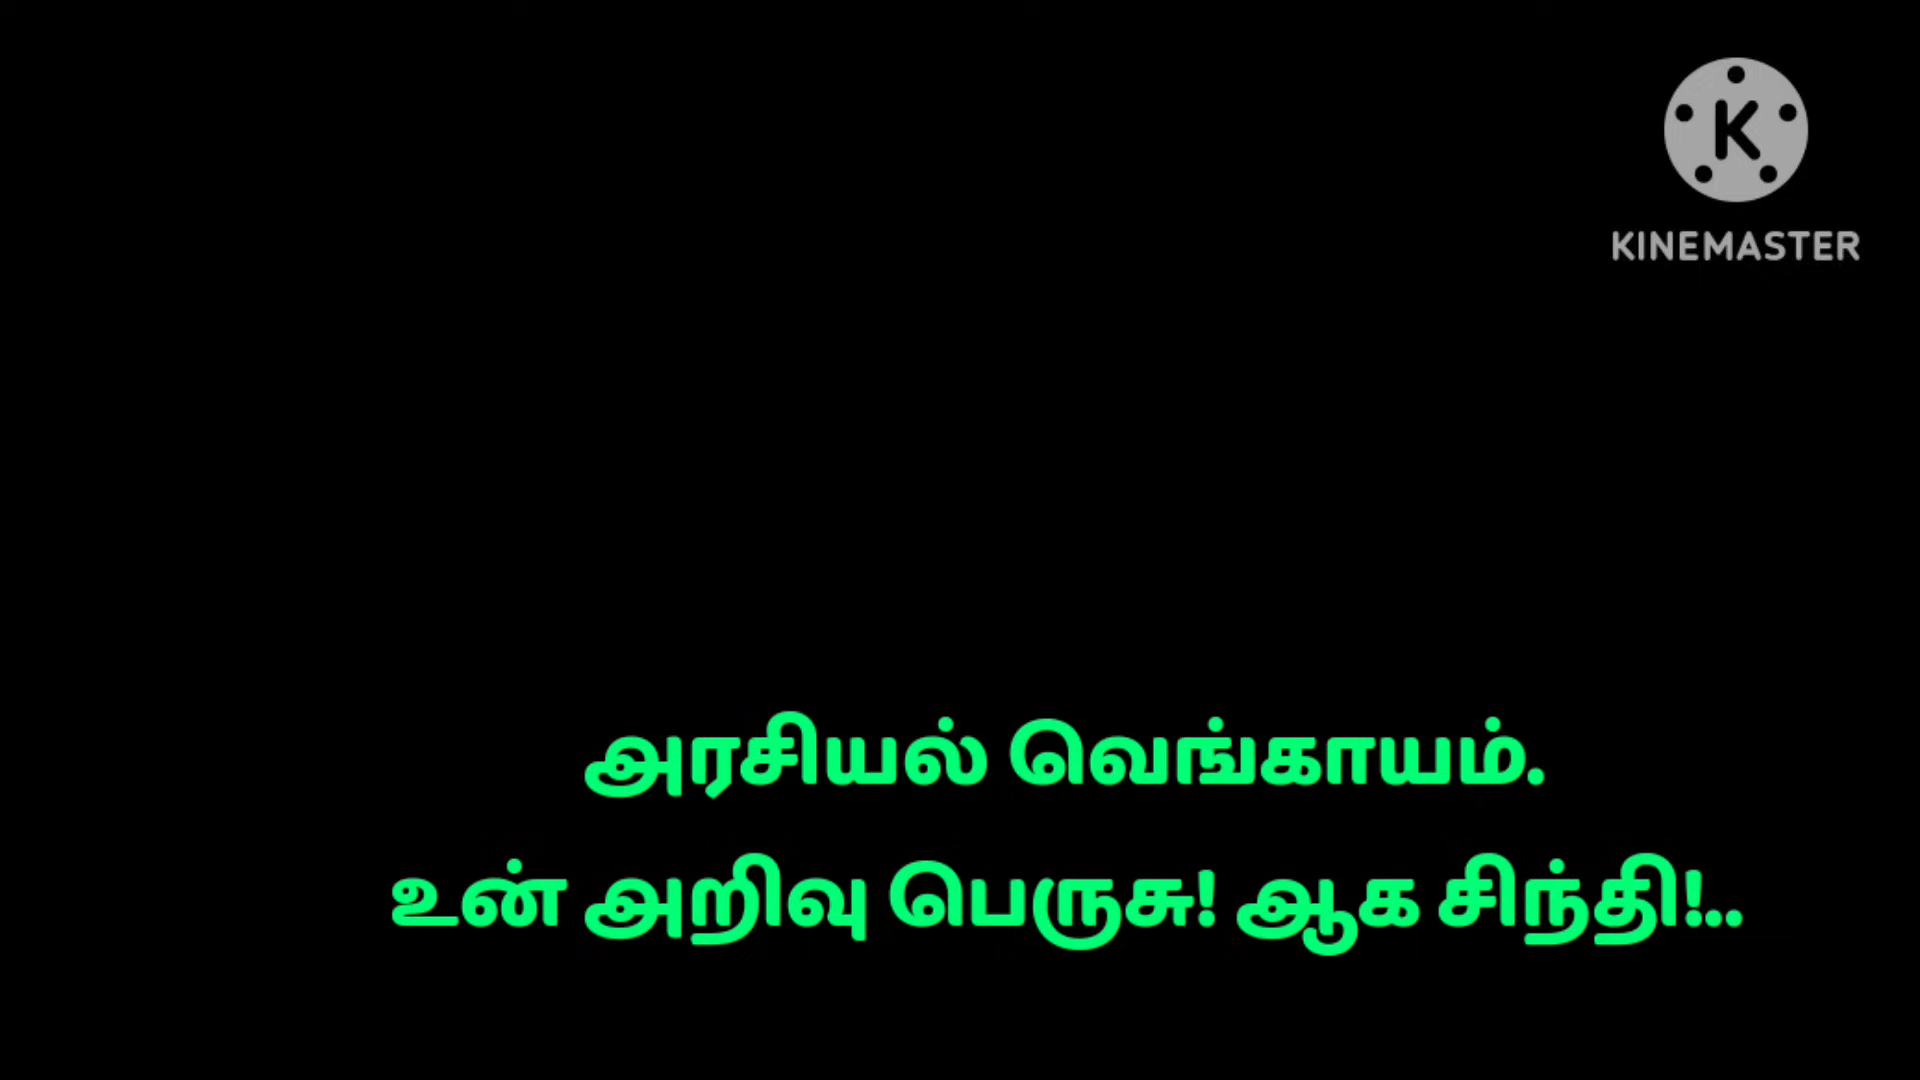 K
KINEMASTER
அரசியல் வெங்காயம்.
உன் அறிவு பெருசு! ஆக சிந்தி!..